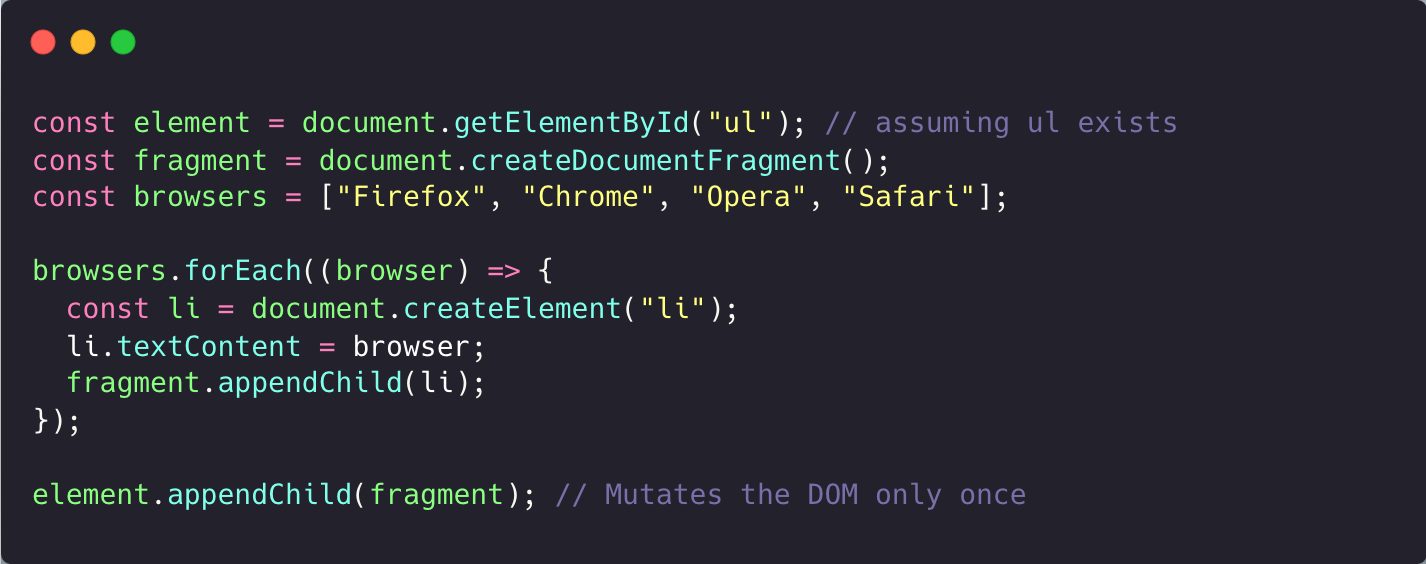 const element = document.getElementById("ul"); // assuming ul exists
const fragment = document.createDocumentFragment();
const browsers = ["Firefox", "Chrome", "Opera", "Safari"];

browsers.forEach((browser) => {
  const li = document.createElement("li");
  li.textContent = browser;
  fragment.appendChild(li);
});

element.appendChild(fragment); // Mutates the DOM only once